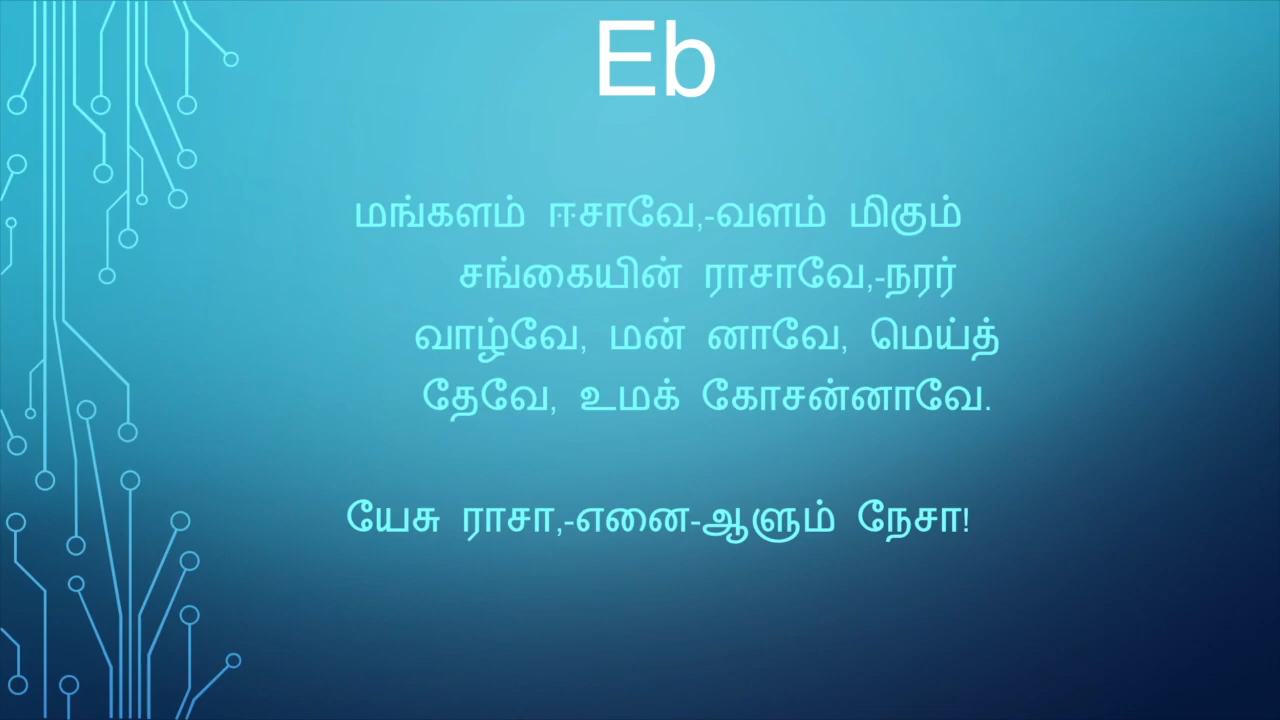 Eb
மங்களம் ஈசாவே,-வளம் மிகும்
சங்கையின் ராசாவே,-நரர்
வாழ்வே, மன் னாவே, மெய்த்
தேவே, உமக் கோசன்னாவே.
யேசு ராசா,-எனை-ஆளும் நேசா!